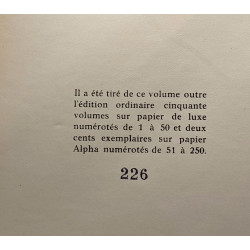 Il a été tiré de ce volume outre
l'édition ordinaire cinquante
volumes sur papier de luxe
numérotés de 1 à 50 et deux
cents exemplaires sur papier
Alpha numérotés de 51 à 250.
226